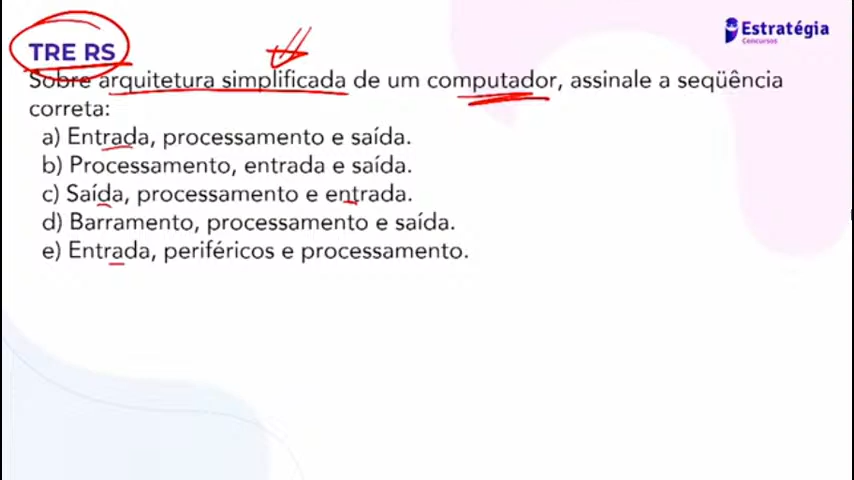 Estratégia
Concursos
TRE RS
Sobre arquitetura simplificada de um computador, assinale a seqüência
correta:
a) Entrada, processamento e saída.
b) Processamento, entrada e saída.
c) Saída, processamento e entrada.
d) Barramento, processamento e saída.
e) Entrada, periféricos e processamento.